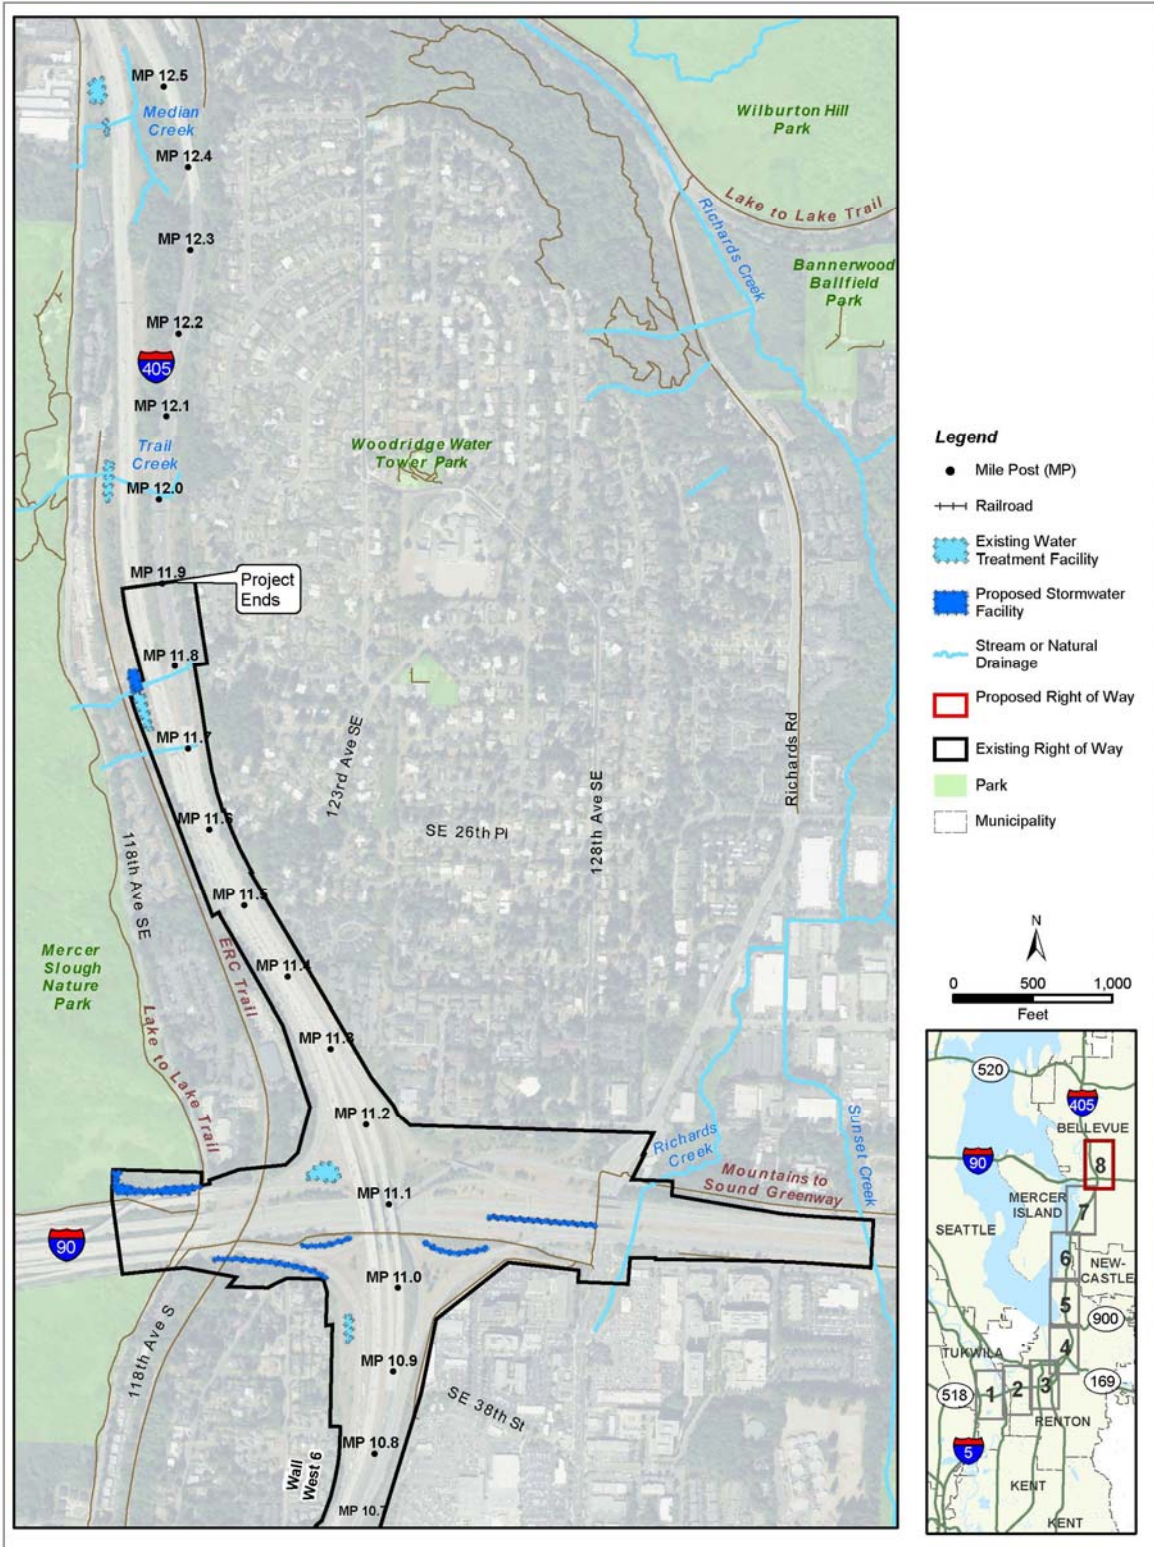 MP 12.5
Median
Creek
MP 12.4
MP 12.3
MP 12.2
405
MP 12.1
Trail
Creek
MP 12.0
MP 11.9
Project
Ends
MP 11.8
MP 11.7
MP 11.6
MP 11.5
MP 11.4
MP 11.3
MP 11.2
MP 11.1
MP 11.0
MP 10.9
MP 10.8
MP 10.7
Wilburton Hill
Park
Lake to Lake Trail
Richards Creek
Bannerwood
Ballfield
Park
Woodridge Water
Tower Park
123rd Ave SE
SE 26th Pl
128th Ave SE
Richards Rd
118th Ave SE
ERC Trail
Mercer
Slough
Nature
Park
Lake to Lake Trail
Richards
Creek
Sunset Creek
Mountains to
Sound Greenway
90
118th Ave S
SE 38th St
Wall
West 6
Legend
Mile Post (MP)
Railroad
Existing Water
Treatment Facility
Proposed Stormwater
Facility
Stream or Natural
Drainage
Proposed Right of Way
Existing Right of Way
Park
Municipality
N
0 500 1,000
Feet
520
405
BELLEVUE
90
8
MERCER
ISLAND
7
SEATTLE
6
NEW-
CASTLE
5
900
4
TUKWILA
518
1
2
3
169
RENTON
5
KENT
KENT